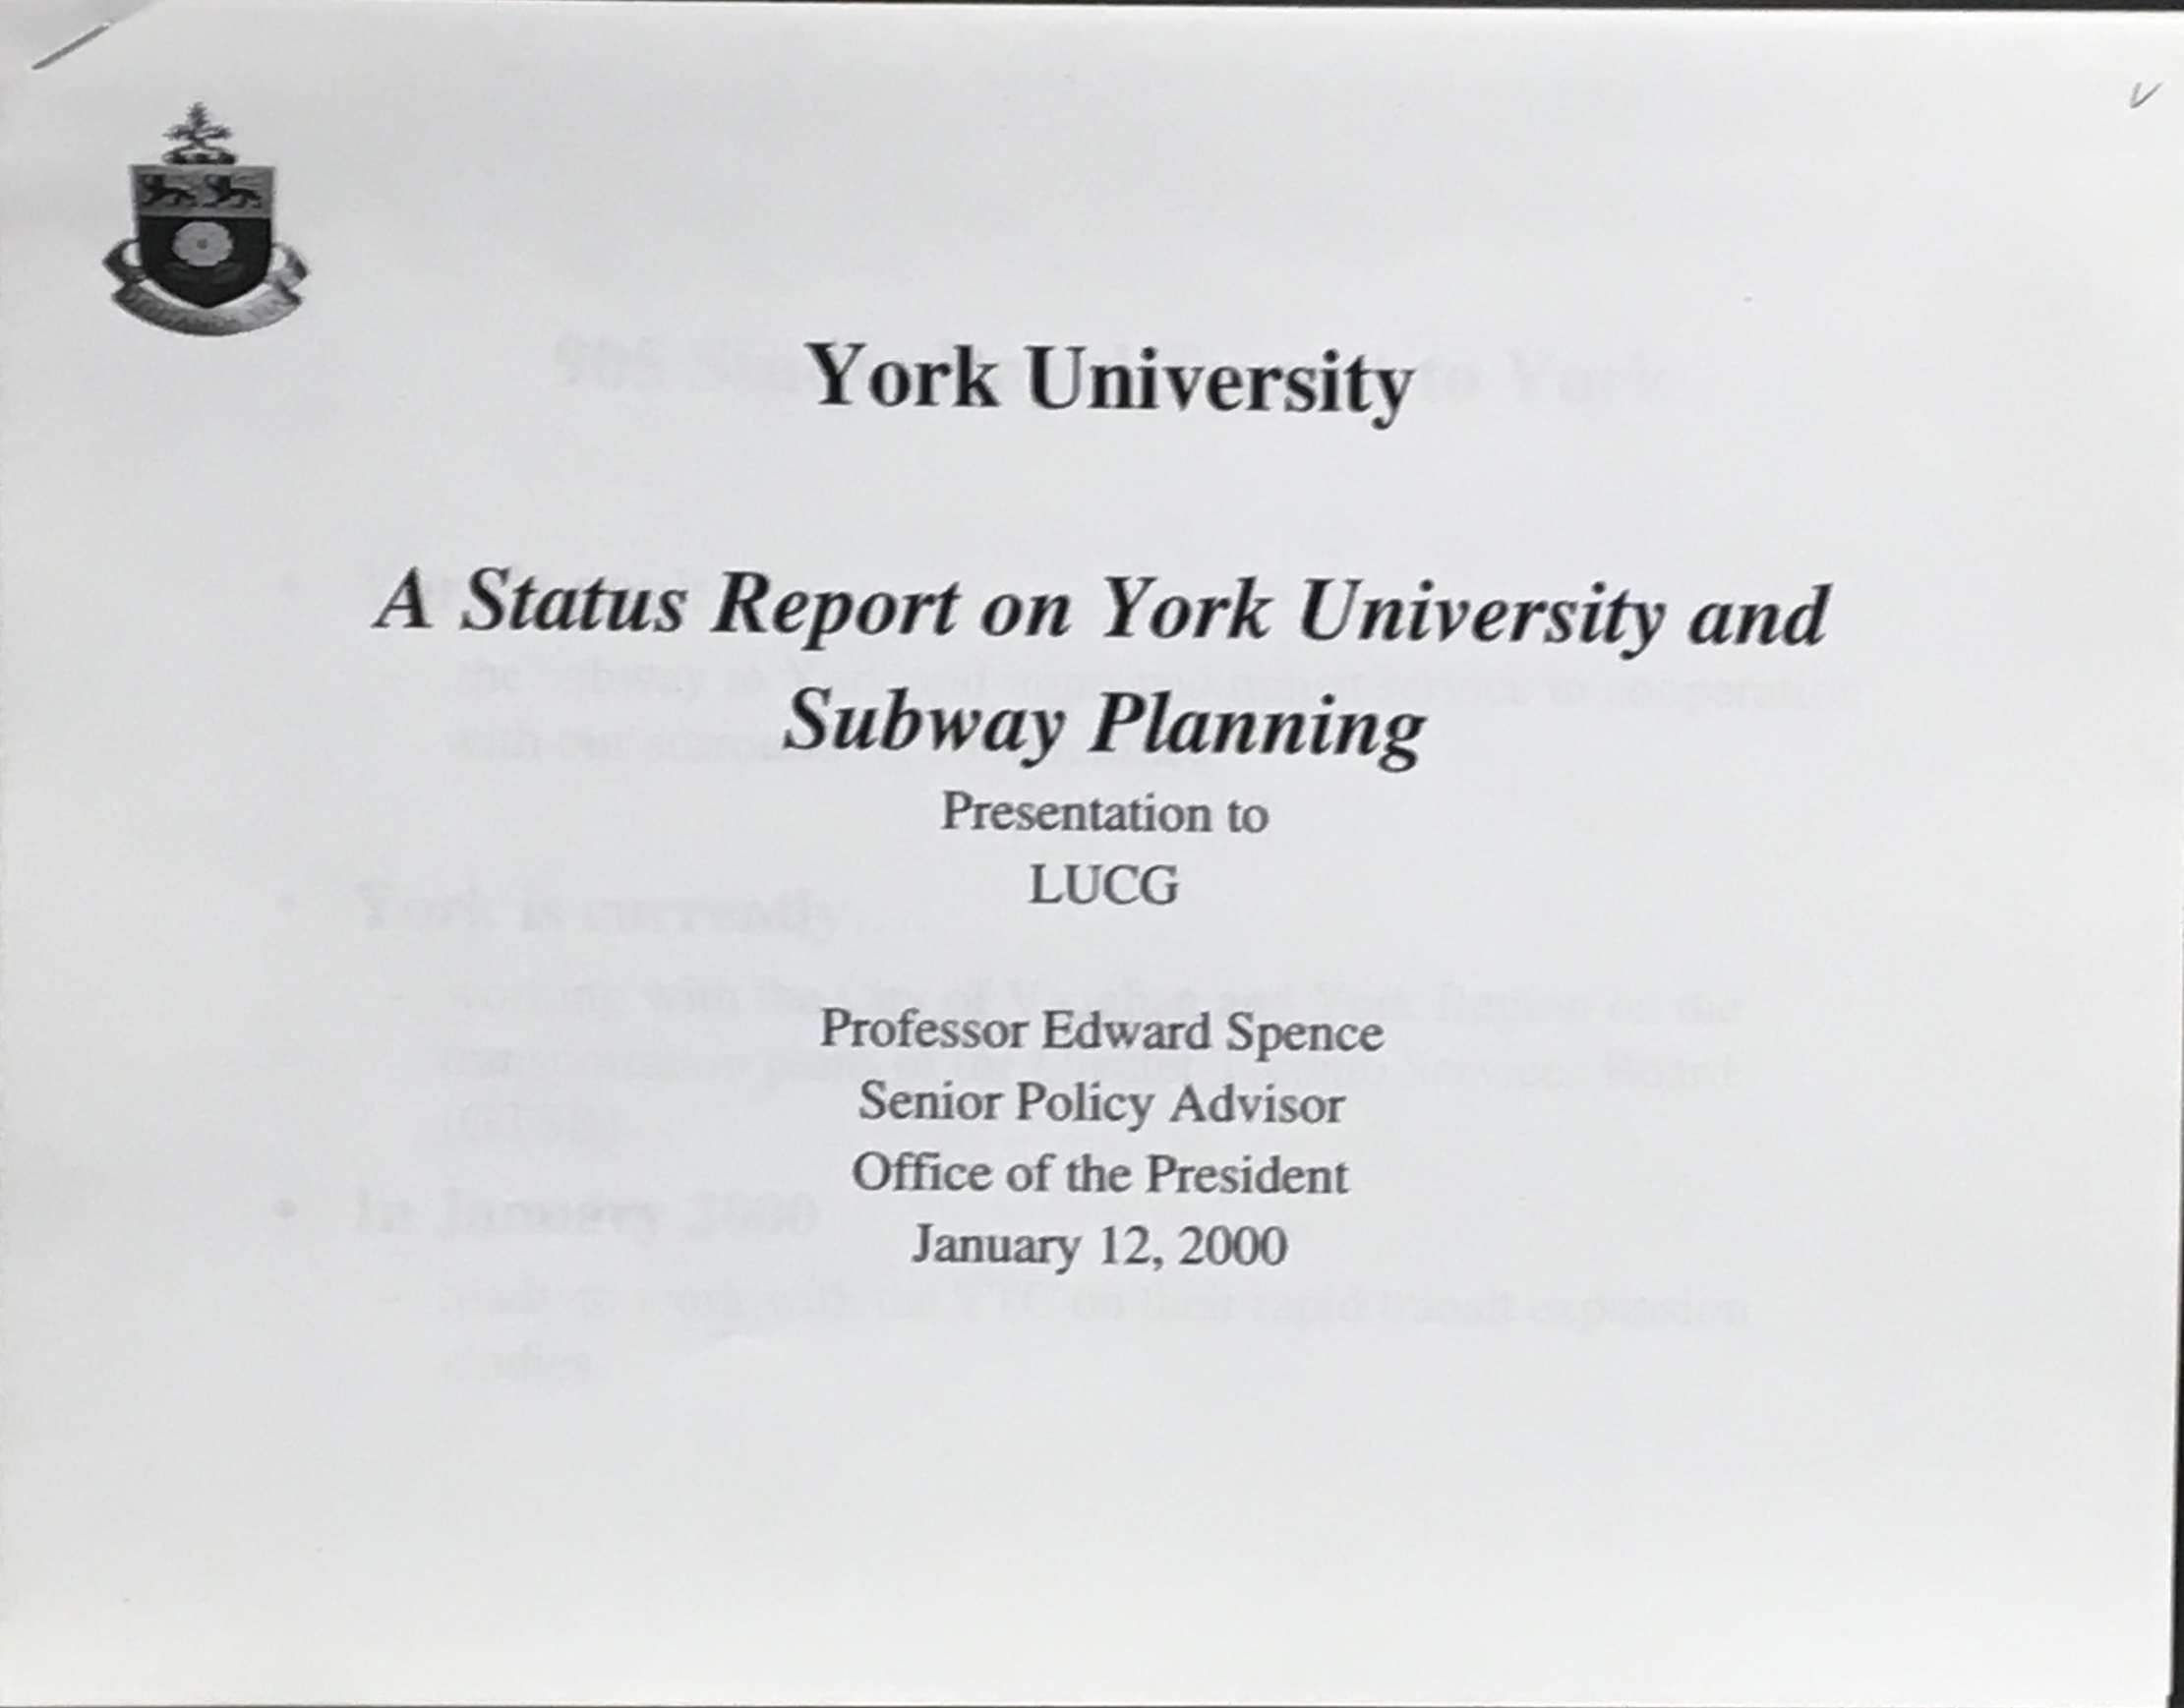 York University
A Status Report on York University and
Subway Planning
Presentation to
LUCG
Professor Edward Spence
Senior Policy Advisor
Office of the President
January 12, 2000